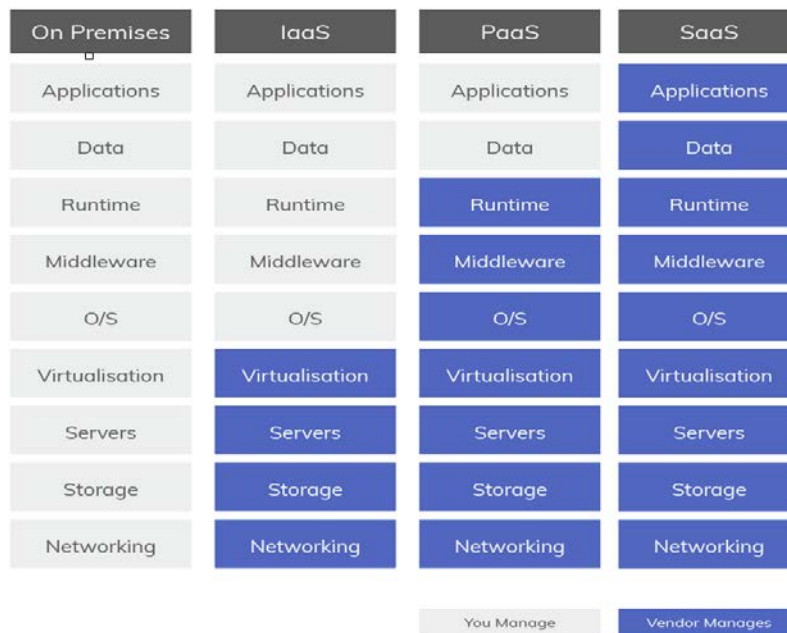 On Premises IaaS PaaS SaaS
Applications Applications Applications Applications
Data Data Data Data
Runtime Runtime Runtime Runtime
Middleware Middleware Middleware Middleware
O/S O/S O/S O/S
Virtualisation Virtualisation Virtualisation Virtualisation
Servers Servers Servers Servers
Storage Storage Storage Storage
Networking Networking Networking Networking
You Manage Vendor Manages